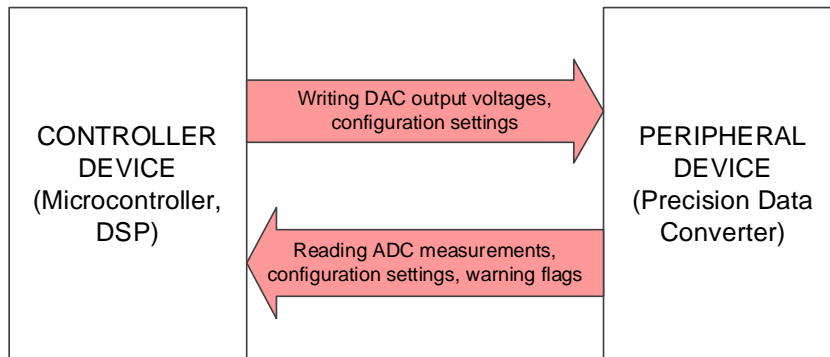 CONTROLLER
DEVICE
(Microcontroller,
DSP)
Writing DAC output voltages,
configuration settings
Reading ADC measurements,
configuration settings, warning flags
PERIPHERAL
DEVICE
(Precision Data
Converter)